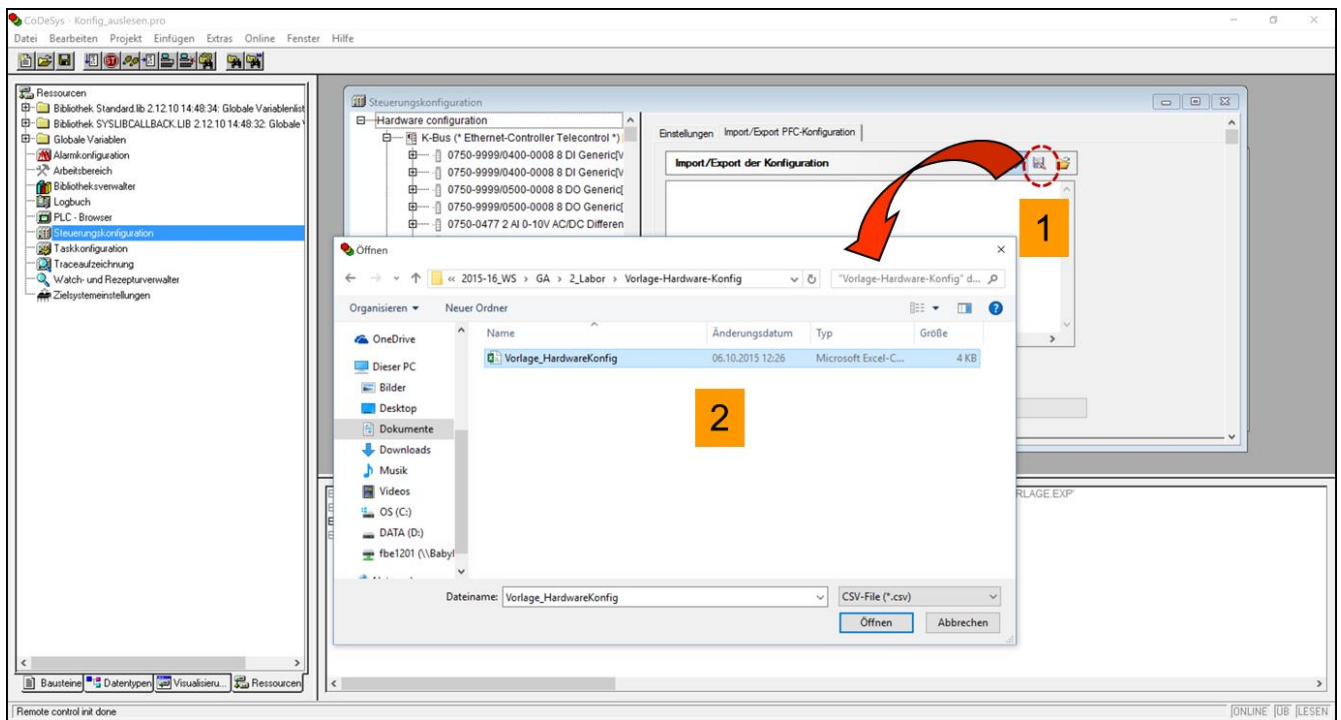 CoDeSys - Konfig_auslesen.pro
Datei Bearbeiten Projekt Einfügen Extras Online Fenster Hilfe
Ressourcen
Bibliothek Standard.lib 2.12.10 14:48:34: Globale Variablenlist
Bibliothek SYSLIBCALLBACK.LIB 2.12.10 14:48:32: Globale
Globale Variablen
Alarmkonfiguration
Arbeitsbereich
Bibliotheksverwalter
Logbuch
PLC - Browser
Steuerungskonfiguration
Taskkonfiguration
Traceaufzeichnung
Watch- und Rezepturverwalter
Zielsystemeinstellungen
Bausteine Datentypen Visualisieru... Ressourcen
Steuerungskonfiguration
Hardware configuration
K-Bus (* Ethernet-Controller Telecontrol *)
0750-9999/0400-0008 8 DI Generic[V
0750-9999/0400-0008 8 DI Generic[V
0750-9999/0500-0008 8 DO Generic[
0750-9999/0500-0008 8 DO Generic[
0750-0477 2 AI 0-10V AC/DC Differen
Einstellungen Import/Export PFC-Konfiguration
Import/Export der Konfiguration
1
Öffnen
« 2015-16_WS › GA › 2_Labor › Vorlage-Hardware-Konfig
"Vorlage-Hardware-Konfig" d...
Organisieren Neuer Ordner
Name Änderungsdatum Typ Größe
Vorlage_HardwareKonfig 06.10.2015 12:26 Microsoft Excel-C... 4 KB
OneDrive
Dieser PC
Bilder
Desktop
Dokumente
Downloads
Musik
Videos
OS (C:)
DATA (D:)
fbe1201 (\\Babyl
2
Dateiname: Vorlage_HardwareKonfig CSV-File (*.csv)
Öffnen Abbrechen
RLAGE.EXP'
Remote control init done
ONLINE ÜB LESEN